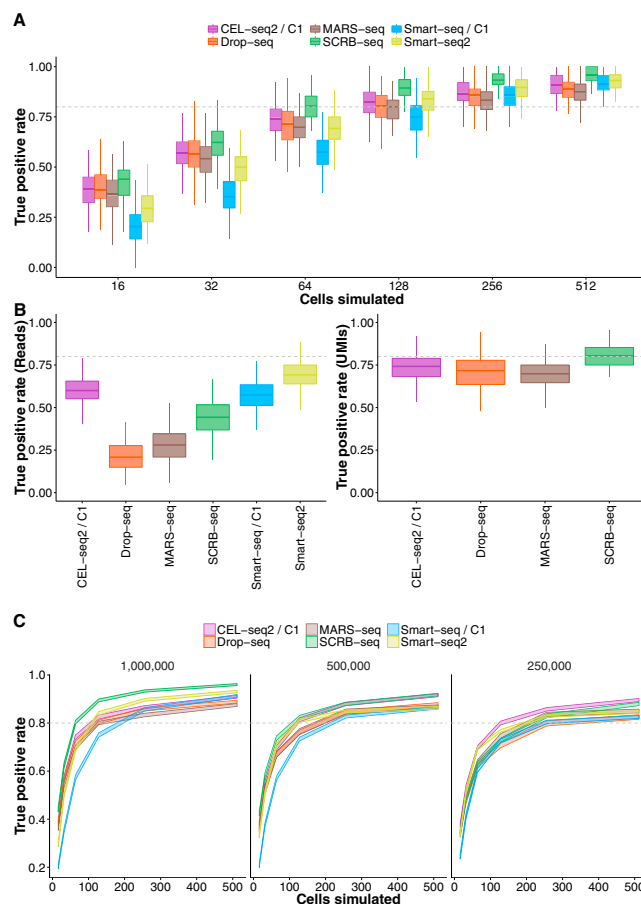 A
CEL−seq2 / C1 MARS−seq Smart−seq / C1
Drop−seq SCRB−seq Smart−seq2
True positive rate
1.00
0.75
0.50
0.25
0.00
16 32 64 128 256 512
Cells simulated
B
True positive rate (Reads)
1.00
0.75
0.50
0.25
0.00
CEL−seq2 / C1
Drop−seq
MARS−seq
SCRB−seq
Smart−seq / C1
Smart−seq2
True positive rate (UMIs)
1.00
0.75
0.50
0.25
0.00
CEL−seq2 / C1
Drop−seq
MARS−seq
SCRB−seq
C
CEL−seq2 / C1 MARS−seq Smart−seq / C1
Drop−seq SCRB−seq Smart−seq2
1,000,000 500,000 250,000
True positive rate
1.0
0.8
0.6
0.4
0.2
0 100 200 300 400 500 0 100 200 300 400 500 0 100 200 300 400 500
Cells simulated